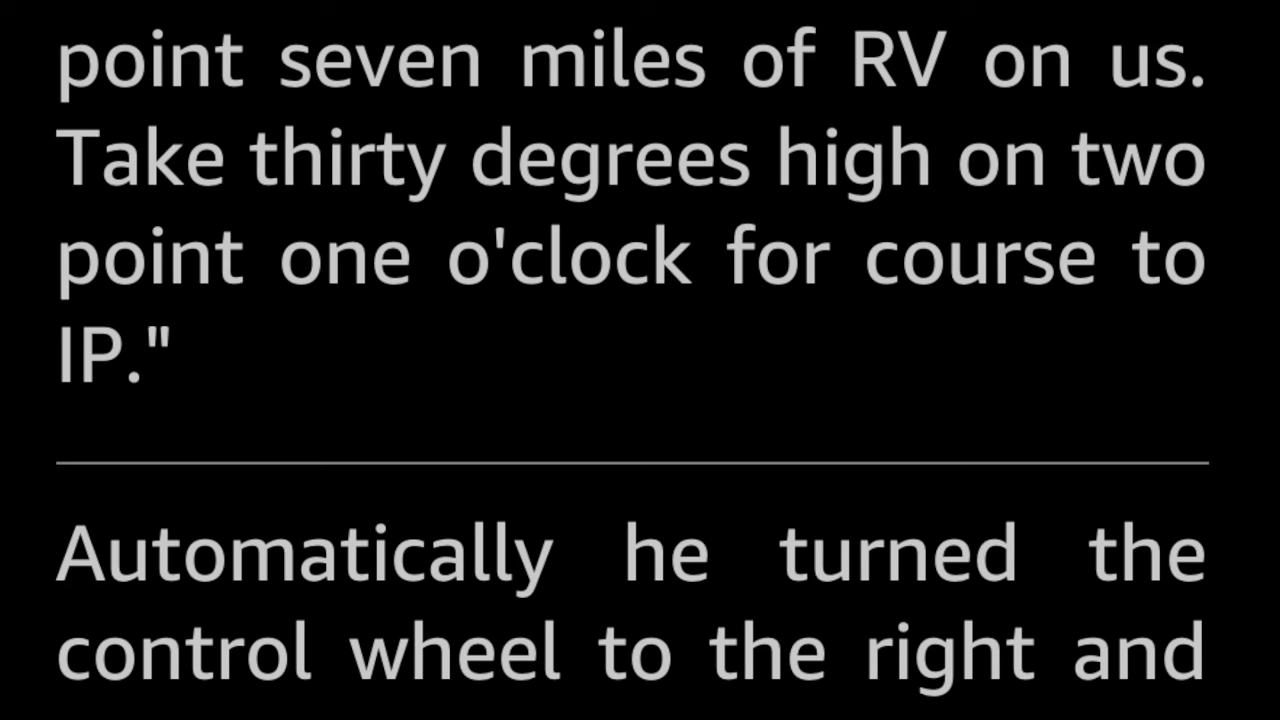 point seven miles of RV on us.
Take thirty degrees high on two
point one o'clock for course to
IP."
Automatically he turned the
control wheel to the right and